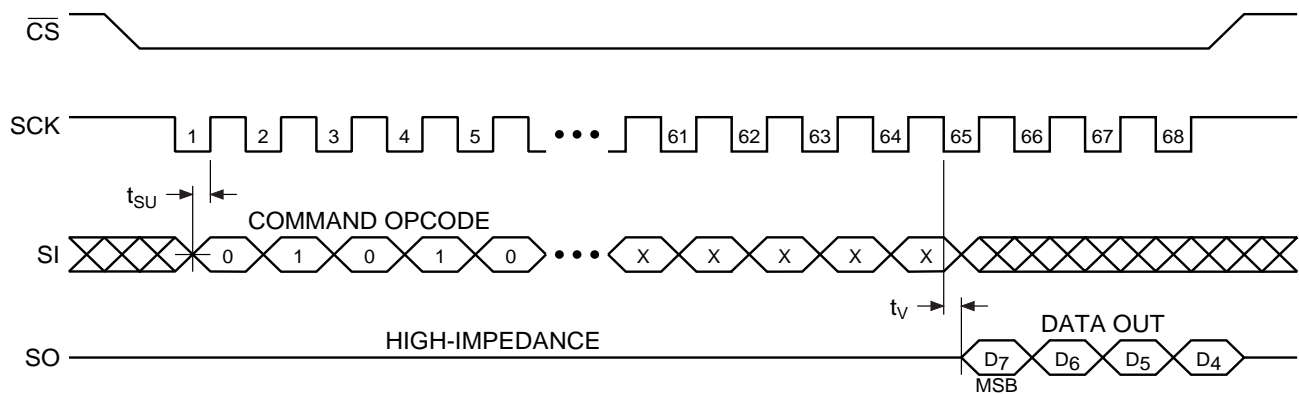 CS
SCK 1 2 3 4 5 ••• 61 62 63 64 65 66 67 68
tSU
COMMAND OPCODE
SI 0 1 0 1 0 ••• X X X X X
tV
HIGH-IMPEDANCE
DATA OUT
SO D7 D6 D5 D4
MSB